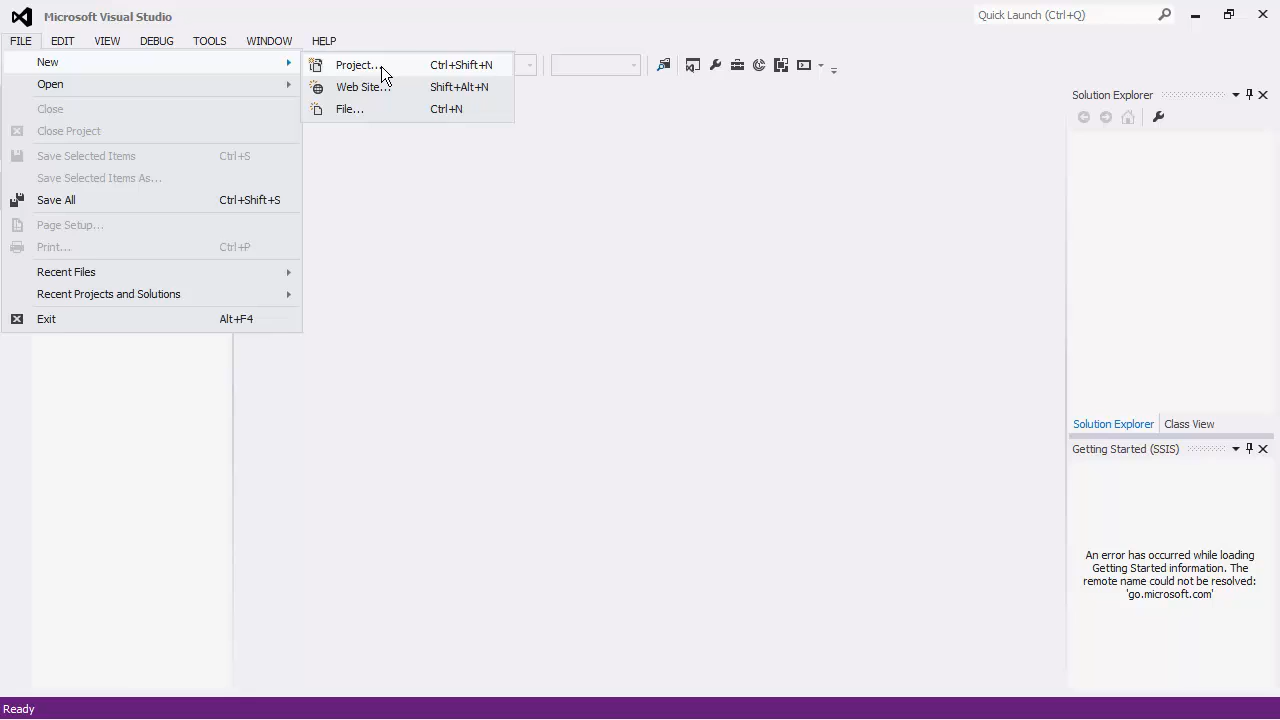 Microsoft Visual Studio
Quick Launch (Ctrl+Q)
FILE EDIT VIEW DEBUG TOOLS WINDOW HELP
New
Project... Ctrl+Shift+N
Web Site... Shift+Alt+N
File... Ctrl+N
Open
Close
Close Project
Save Selected Items Ctrl+S
Save Selected Items As...
Save All Ctrl+Shift+S
Page Setup...
Print... Ctrl+P
Recent Files
Recent Projects and Solutions
Exit Alt+F4
Solution Explorer
Solution Explorer Class View
Getting Started (SSIS)
An error has occurred while loading
Getting Started information. The
remote name could not be resolved:
'go.microsoft.com'
Ready